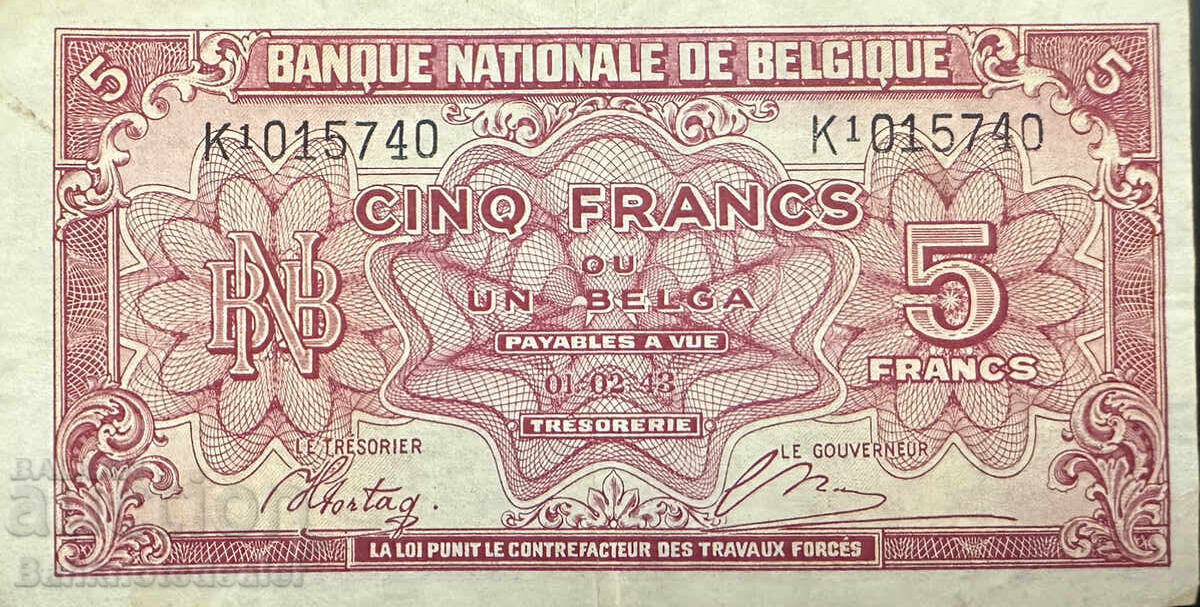 5 BANQUE NATIONALE DE BELGIQUE 5
K1015740 K1015740
CINQ FRANCS
OU
UN BELGA
PAYABLES A VUE
BNB
5
FRANCS
01-02-43
TRÉSORERIE
LE TRÉSORIER LE GOUVERNEUR
LA LOI PUNIT LE CONTREFACTEUR DES TRAVAUX FORCÉS